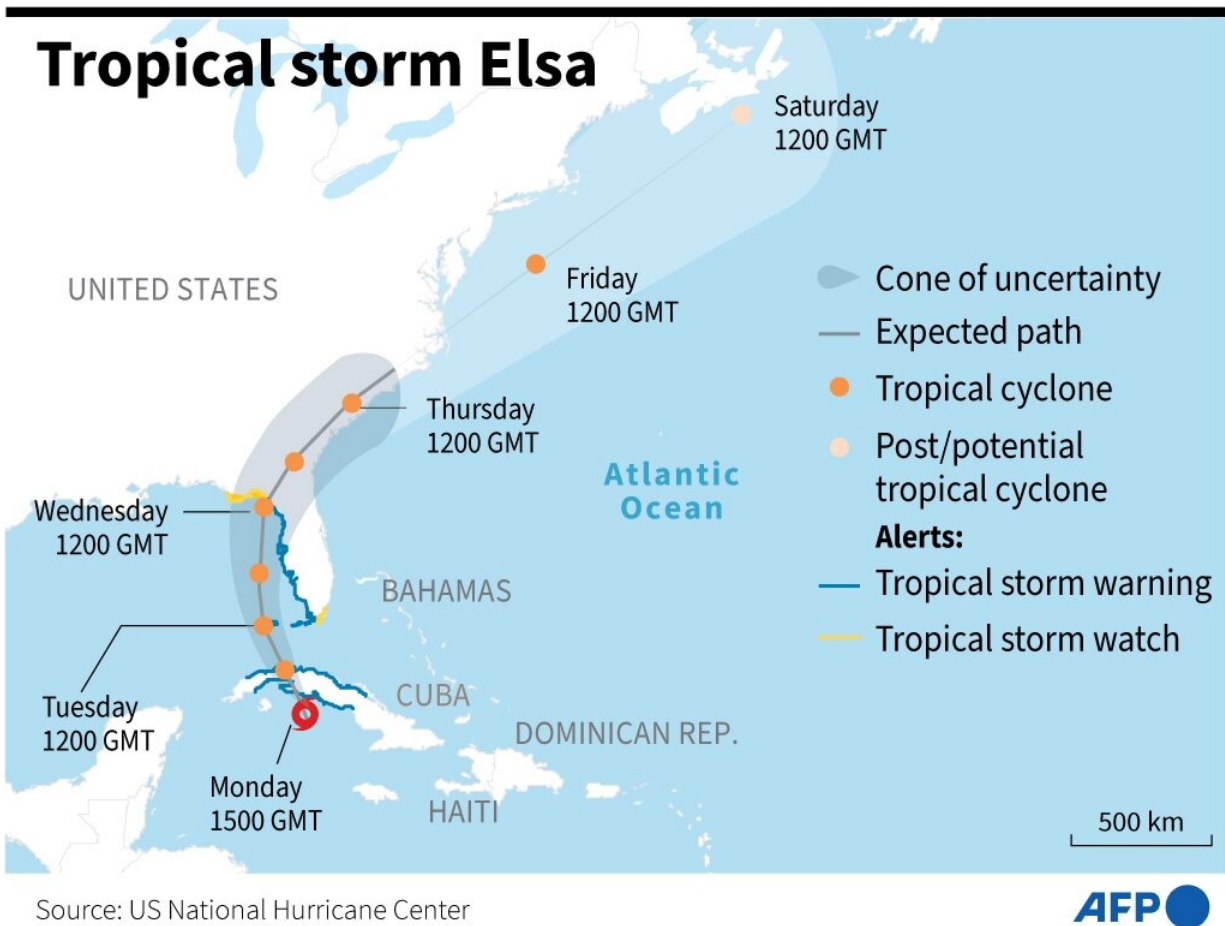 Tropical storm Elsa
Saturday
1200 GMT
UNITED STATES
Friday
1200 GMT
Cone of uncertainty
Expected path
Tropical cyclone
Post/potential
tropical cyclone
Alerts:
Tropical storm warning
Tropical storm watch
Thursday
1200 GMT
Atlantic
Ocean
Wednesday
1200 GMT
BAHAMAS
Tuesday
1200 GMT
CUBA
DOMINICAN REP.
Monday
1500 GMT
HAITI
500 km
Source: US National Hurricane Center
AFP